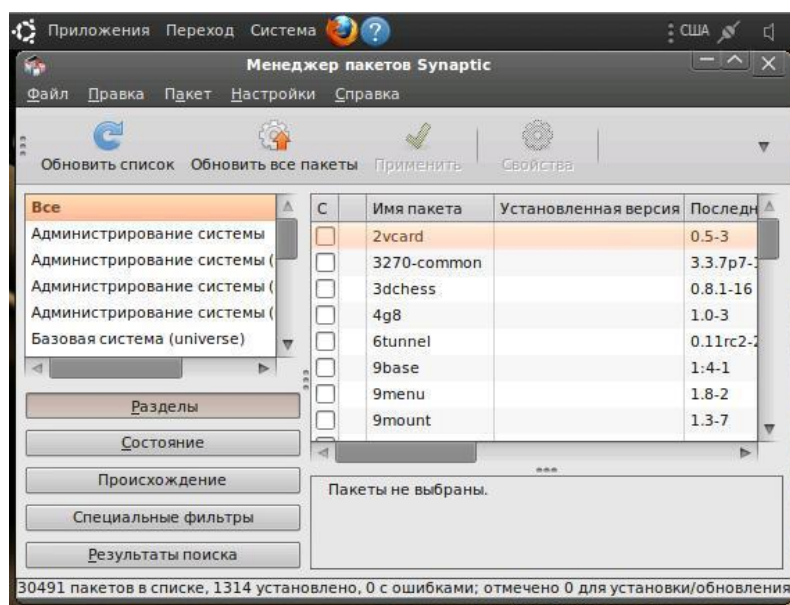 Приложения Переход Система ? США
Менеджер пакетов Synaptic
Файл Правка Пакет Настройки Справка
Обновить список Обновить все пакеты Применить Свойства
Все
Администрирование системы
Администрирование системы (
Администрирование системы (
Администрирование системы (
Базовая система (universe)
Разделы
Состояние
Происхождение
Специальные фильтры
Результаты поиска
С Имя пакета Установленная версия Последн
2vcard 0.5-3
3270-common 3.3.7p7-1
3dchess 0.8.1-16
4g8 1.0-3
6tunnel 0.11rc2-2
9base 1:4-1
9menu 1.8-2
9mount 1.3-7
Пакеты не выбраны.
30491 пакетов в списке, 1314 установлено, 0 с ошибками; отмечено 0 для установки/обновления